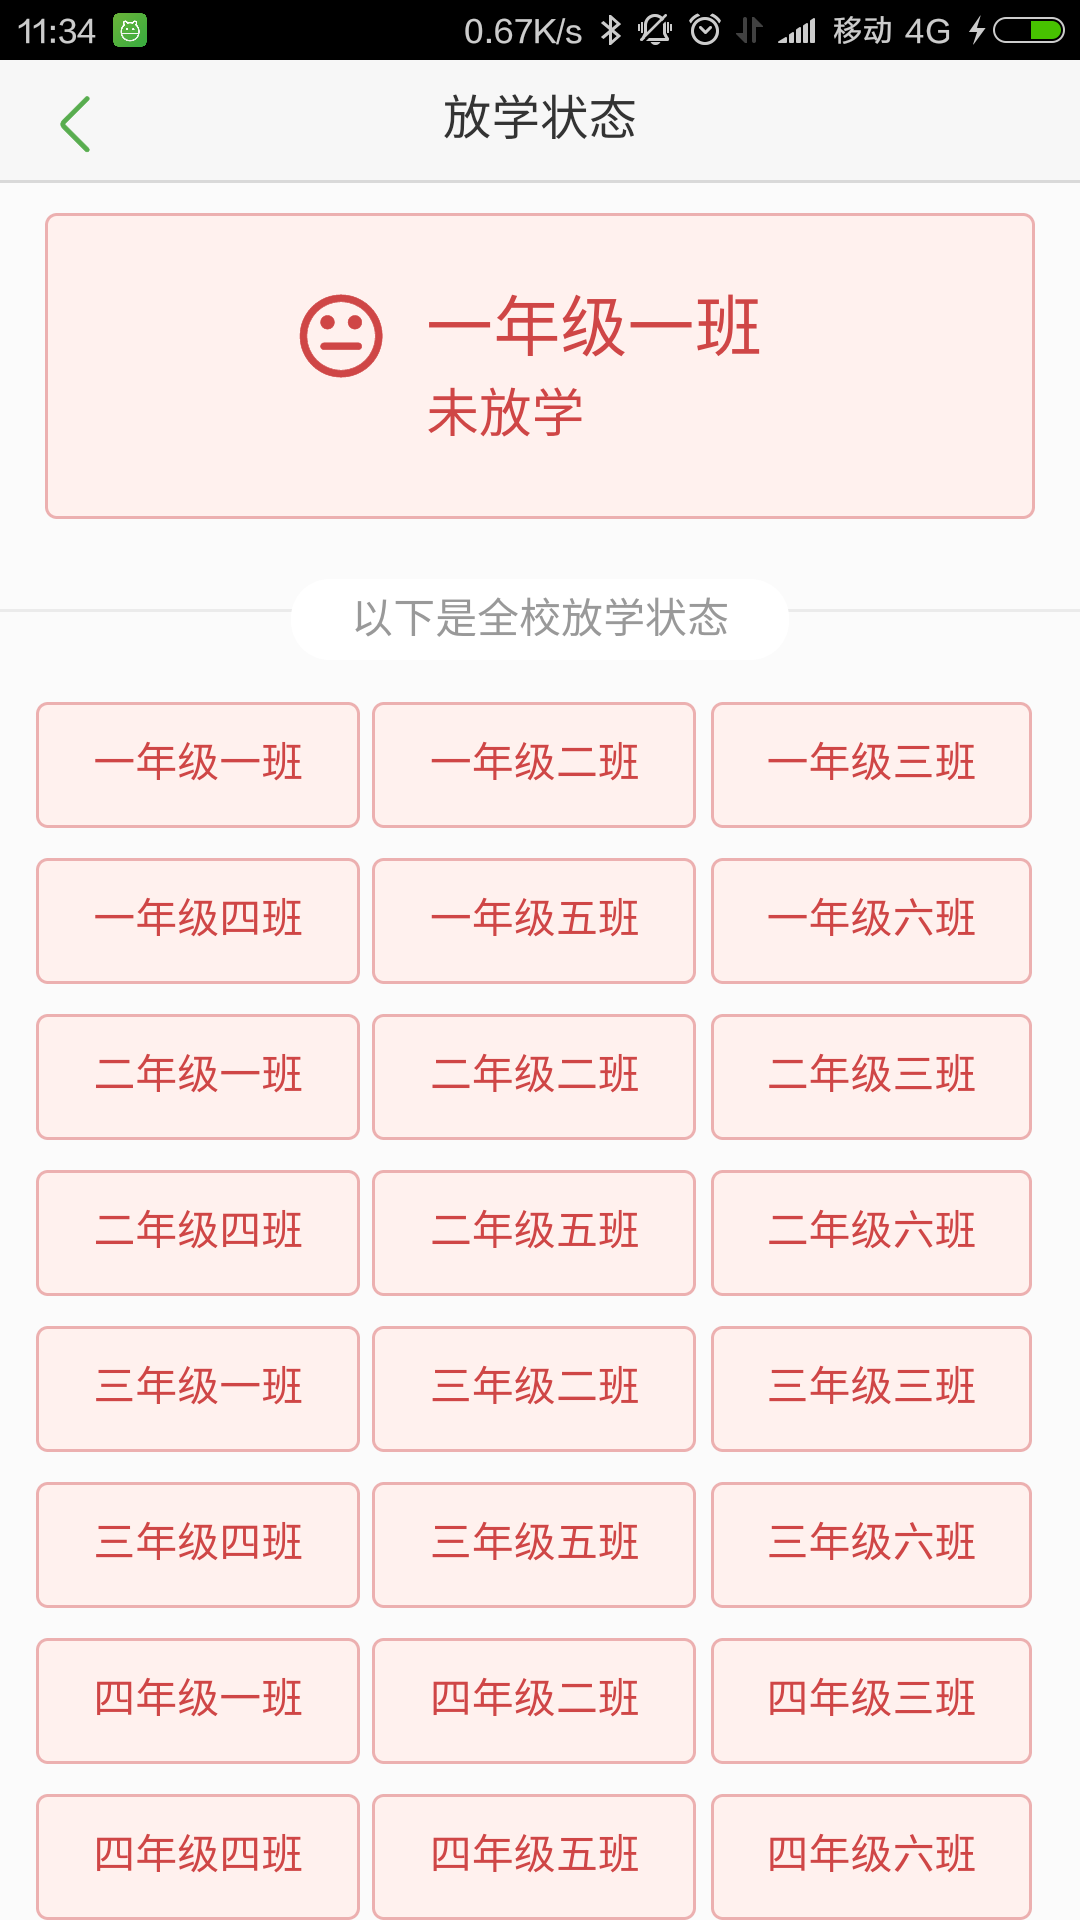 11:34 0.67K/s 移动 4G
放学状态
一年级一班
未放学
以下是全校放学状态
一年级一班 一年级二班 一年级三班
一年级四班 一年级五班 一年级六班
二年级一班 二年级二班 二年级三班
二年级四班 二年级五班 二年级六班
三年级一班 三年级二班 三年级三班
三年级四班 三年级五班 三年级六班
四年级一班 四年级二班 四年级三班
四年级四班 四年级五班 四年级六班